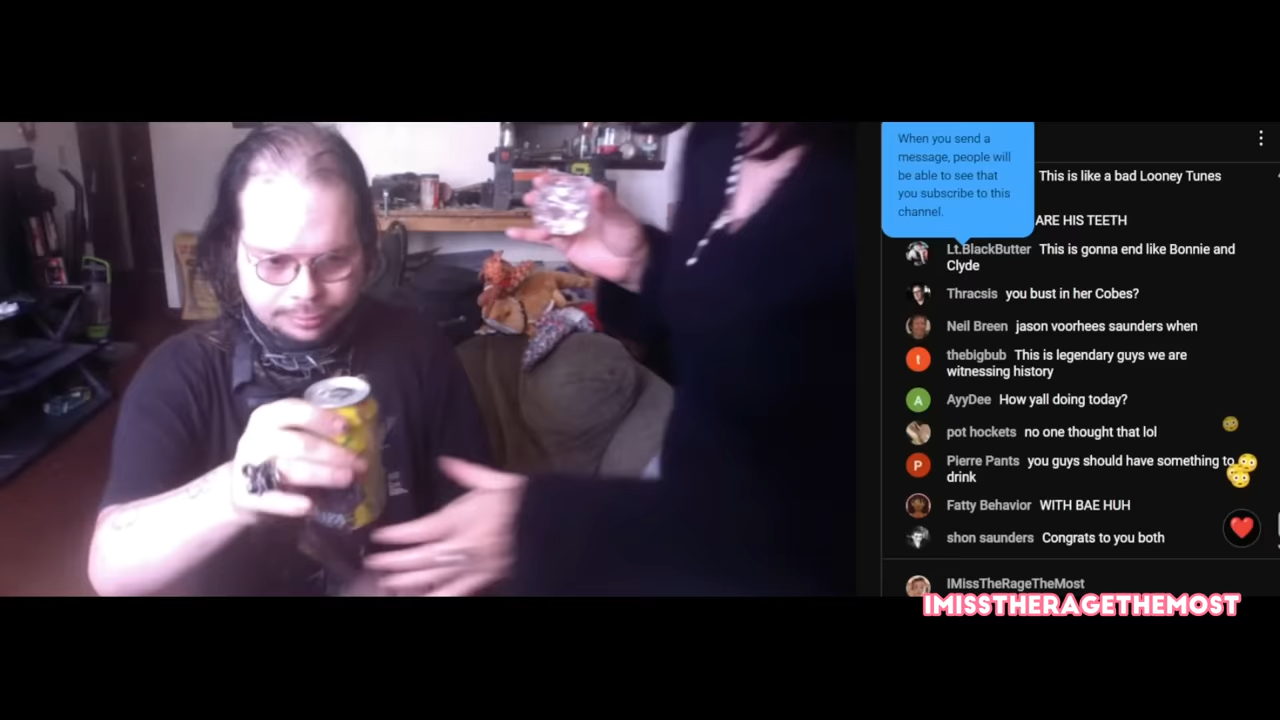 When you send a
message, people will
be able to see that
you subscribe to this
channel.
This is like a bad Looney Tunes
ARE HIS TEETH
Lt.BlackButter This is gonna end like Bonnie and
Clyde
Thracsis you bust in her Cobes?
Neil Breen jason voorhees saunders when
t
thebigbub This is legendary guys we are
witnessing history
A
AyyDee How yall doing today?
pot hockets no one thought that lol
P
Pierre Pants you guys should have something to
drink
Fatty Behavior WITH BAE HUH
shon saunders Congrats to you both
IMissTheRageTheMost
IMISSTHERAGETHEMOST